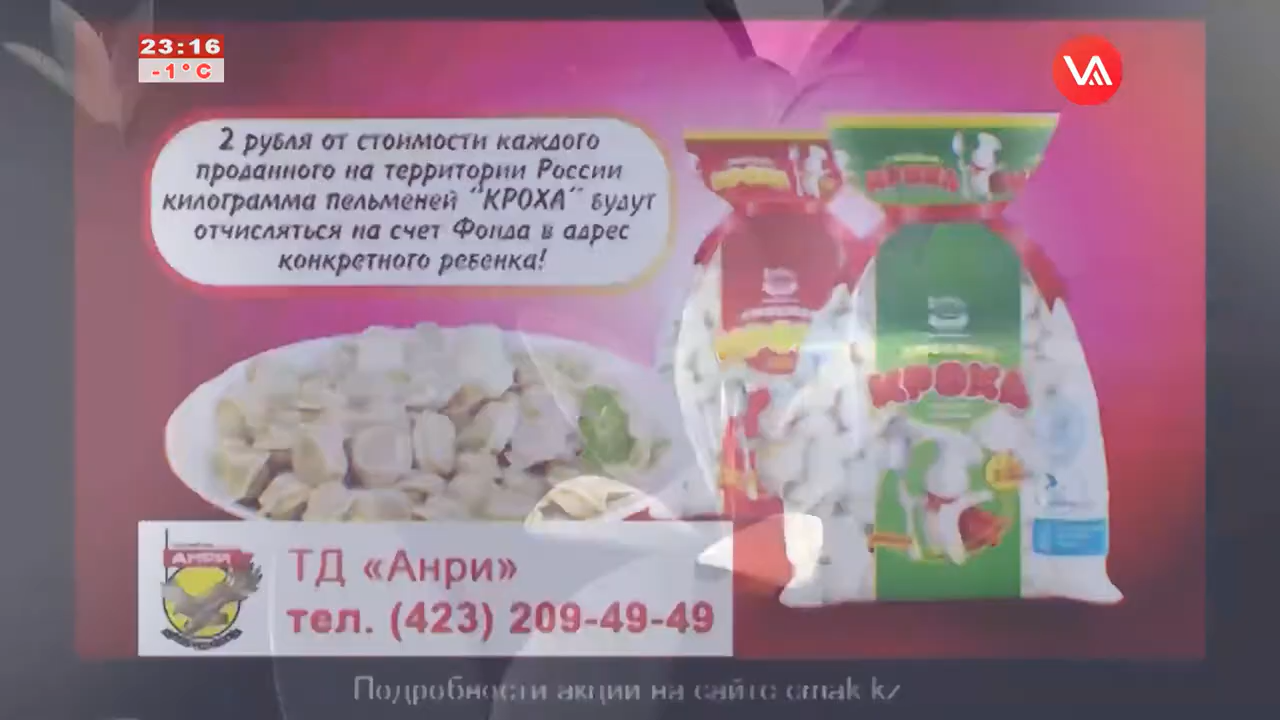 23:16
-1°C
2 рубля от стоимости каждого
проданного на территории России
килограмма пельменей "КРОХА" будут
отчисляться на счет Фонда в адрес
конкретного ребенка!
КРОХА
АНРИ
ТД «Анри»
тел. (423) 209-49-49
Подробности акции на сайте